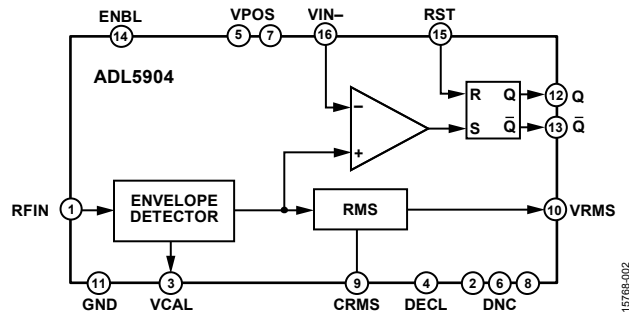 ENBL VPOS VIN– RST
14 5 7 16 15
ADL5904
R Q 12 Q
–
S Q̅ 13 Q̅
+
RFIN 1 ENVELOPE DETECTOR RMS 10 VRMS
11 3 9 4 2 6 8
GND VCAL CRMS DECL DNC
15768-002